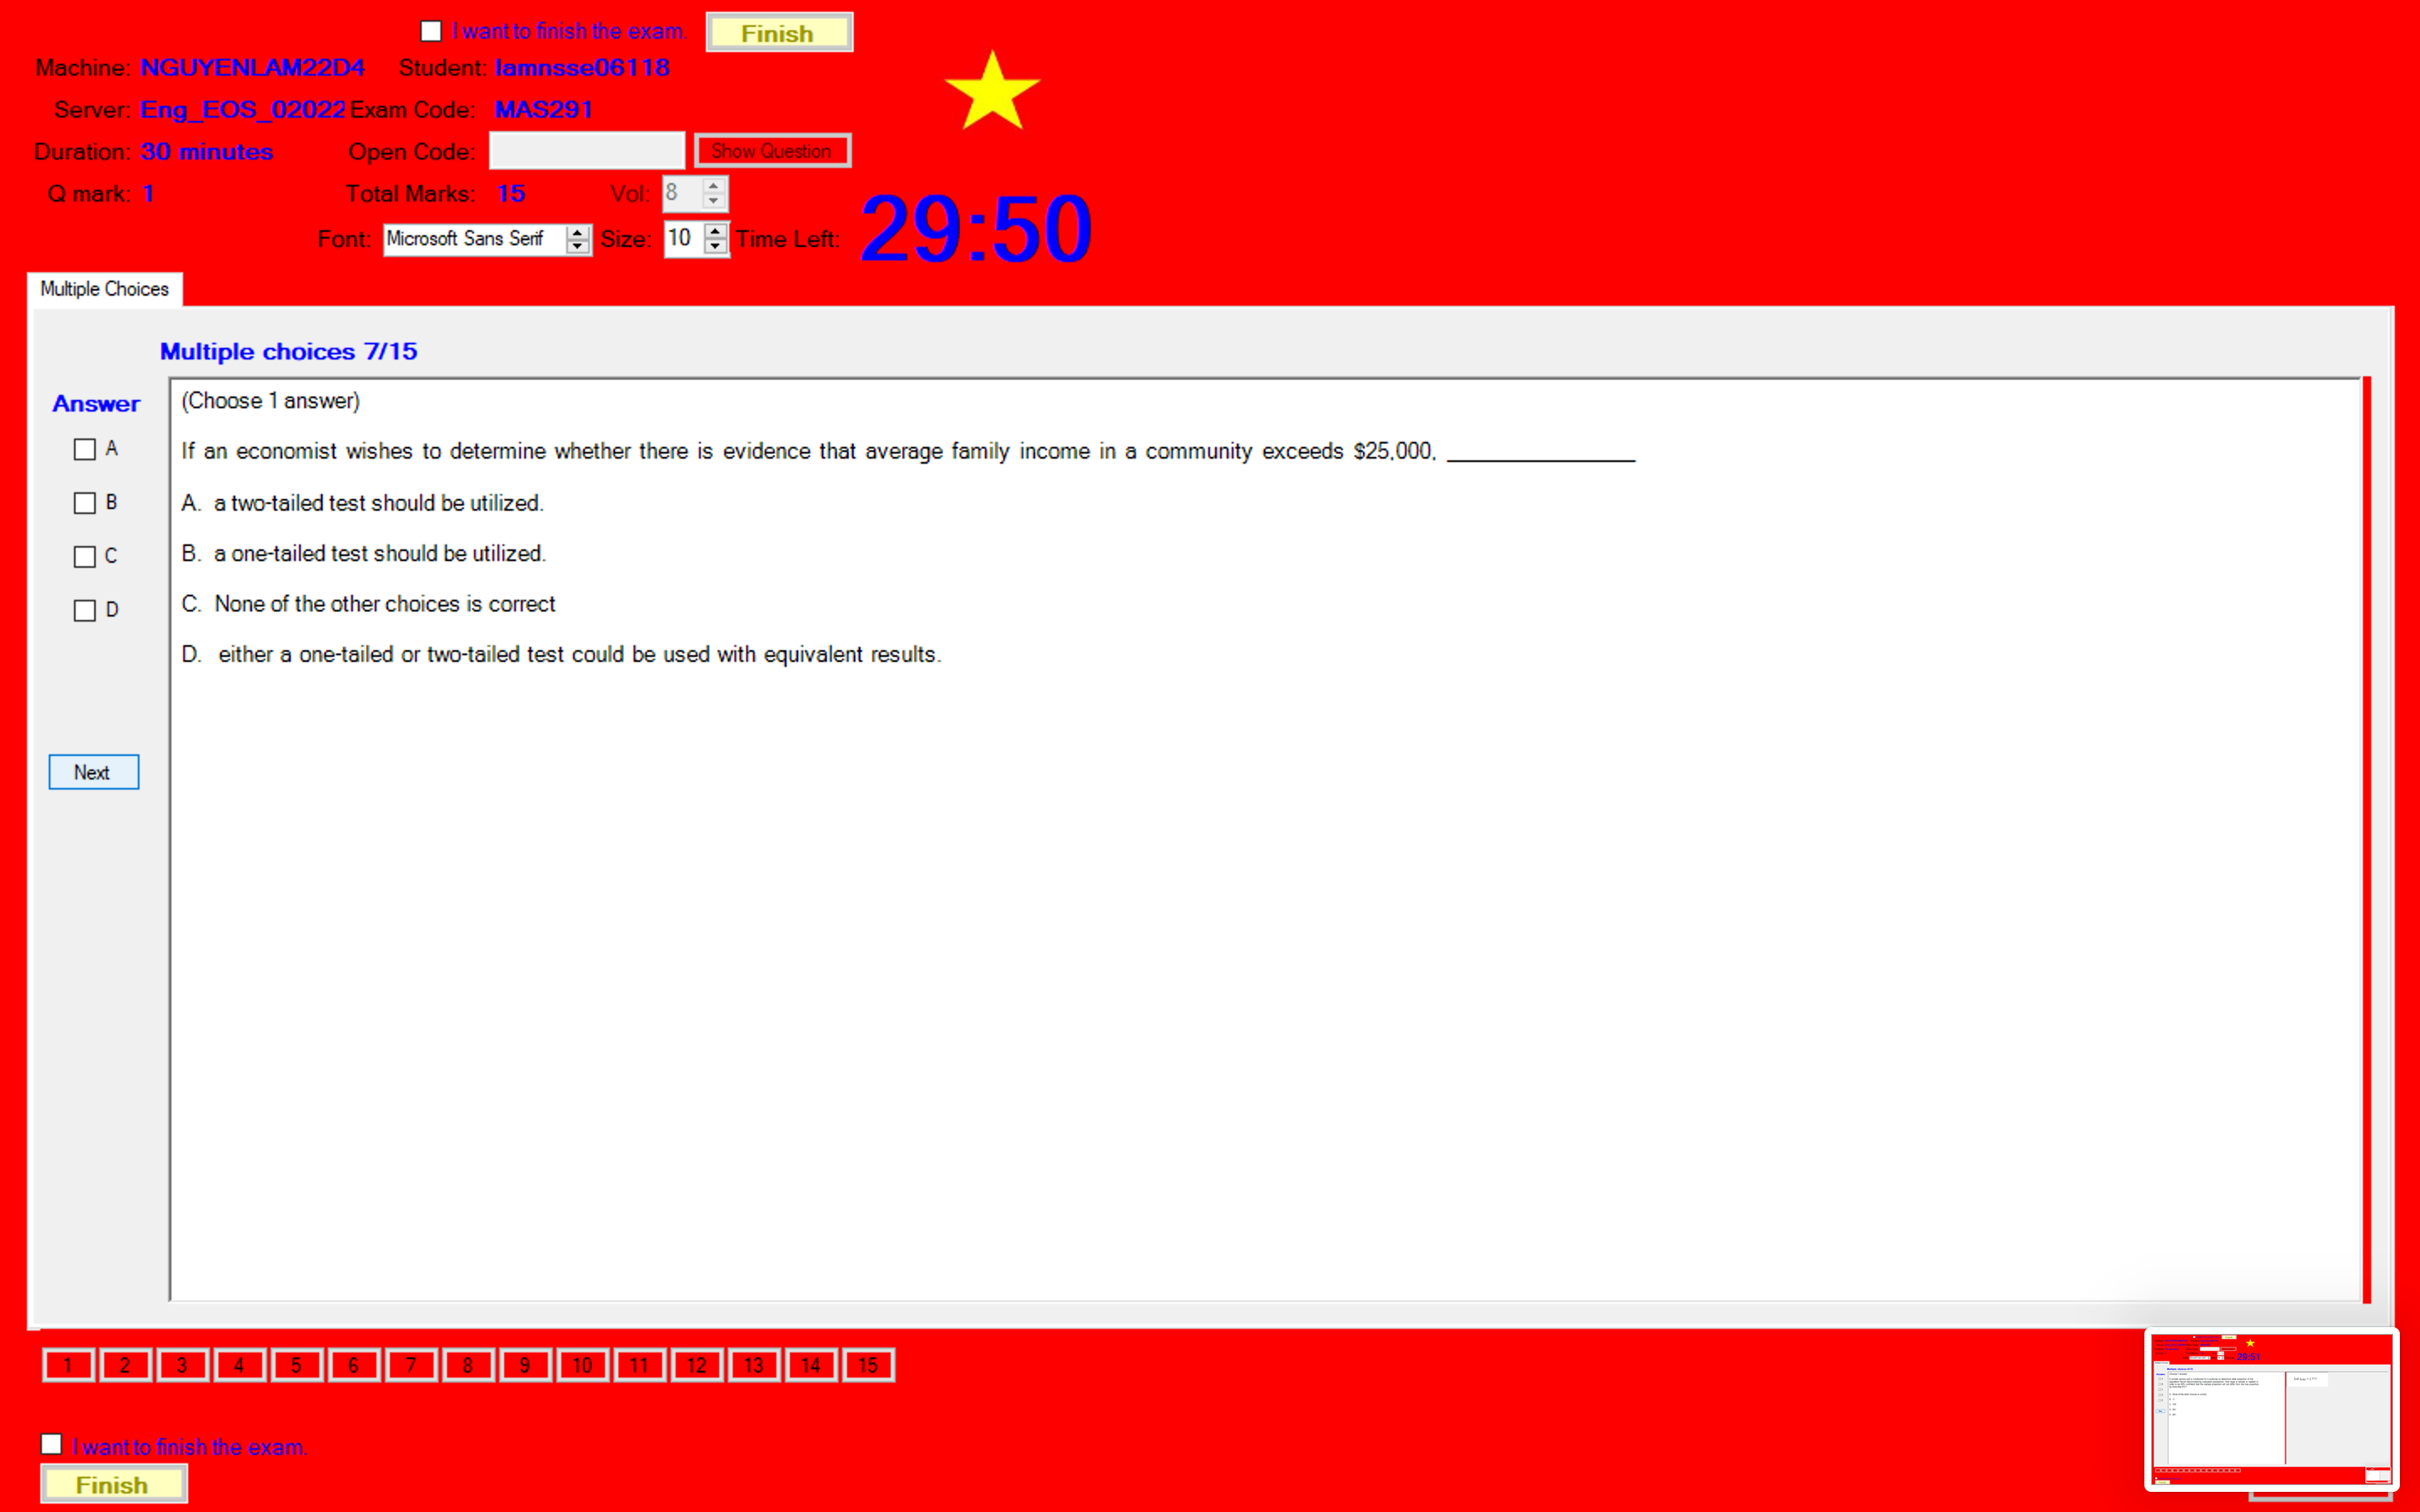 I want to finish the exam. Finish
Machine: NGUYENLAM22D4 Student: lamnsse06118
Server: Eng_EOS_02022 Exam Code: MAS291
Duration: 30 minutes Open Code: Show Question
Q mark: 1 Total Marks: 15 Vol: 8
Font: Microsoft Sans Serif Size: 10 Time Left: 29:50
Multiple Choices
Multiple choices 7/15
Answer
A
B
C
D
Next
(Choose 1 answer)
If an economist wishes to determine whether there is evidence that average family income in a community exceeds $25,000, _______________
A. a two-tailed test should be utilized.
B. a one-tailed test should be utilized.
C. None of the other choices is correct
D. either a one-tailed or two-tailed test could be used with equivalent results.
1 2 3 4 5 6 7 8 9 10 11 12 13 14 15
I want to finish the exam.
Finish
29:51